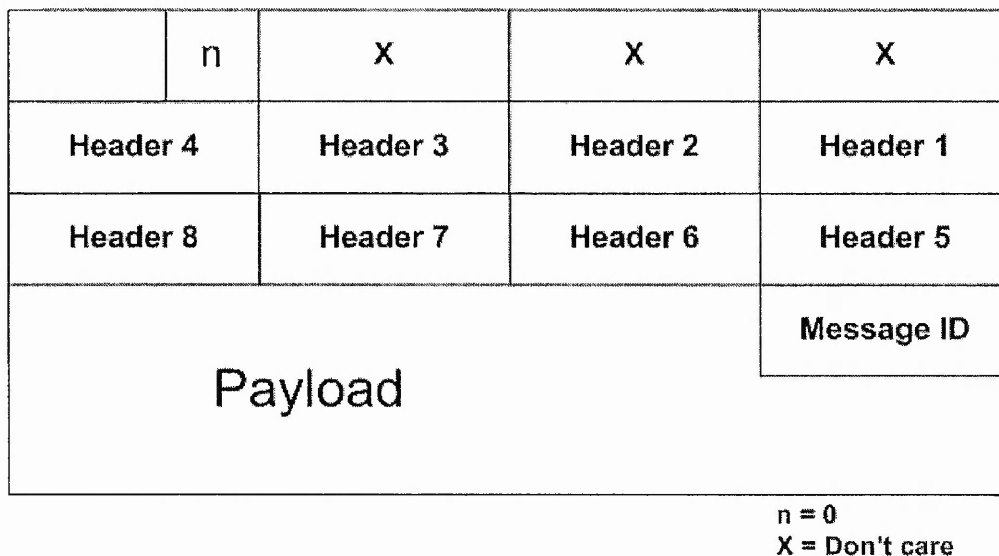 n X X X
Header 4 Header 3 Header 2 Header 1
Header 8 Header 7 Header 6 Header 5
Message ID
Payload
n = 0
X = Don't care